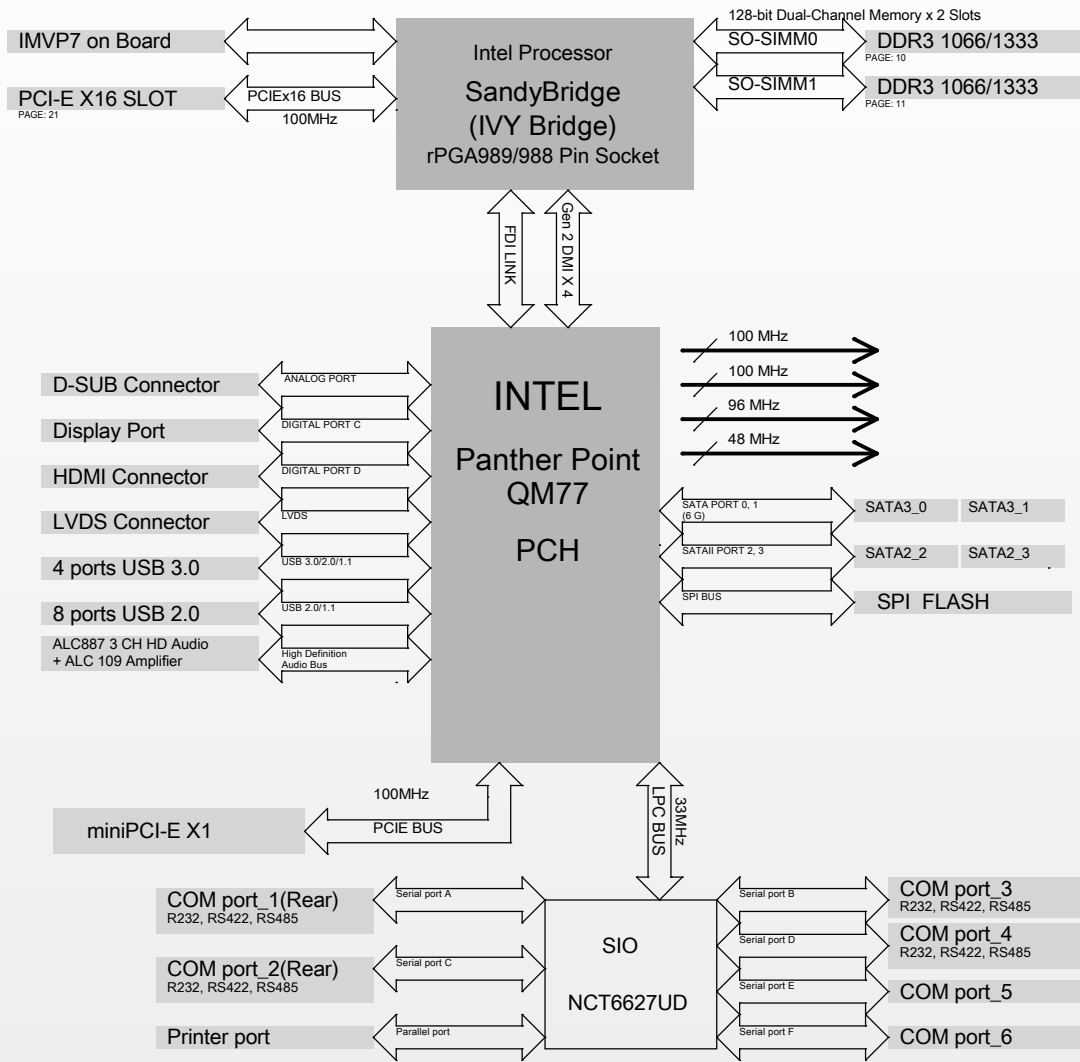 128-bit Dual-Channel Memory x 2 Slots
IMVP7 on Board
Intel Processor
SandyBridge
(IVY Bridge)
rPGA989/988 Pin Socket
SO-SIMM0
DDR3 1066/1333
PAGE: 10
PCI-E X16 SLOT
PAGE: 21
PCIEx16 BUS
100MHz
SO-SIMM1
DDR3 1066/1333
PAGE: 11
FDI LINK
Gen 2 DMI X 4
INTEL
Panther Point
QM77
PCH
100 MHz
100 MHz
96 MHz
48 MHz
D-SUB Connector
ANALOG PORT
Display Port
DIGITAL PORT C
HDMI Connector
DIGITAL PORT D
LVDS Connector
LVDS
4 ports USB 3.0
USB 3.0/2.0/1.1
8 ports USB 2.0
USB 2.0/1.1
ALC887 3 CH HD Audio
+ ALC 109 Amplifier
High Definition
Audio Bus
SATA PORT 0, 1
(6 G)
SATA3_0
SATA3_1
SATAII PORT 2, 3
SATA2_2
SATA2_3
SPI BUS
SPI FLASH
miniPCI-E X1
100MHz
PCIE BUS
33MHz
LPC BUS
COM port_1(Rear)
R232, RS422, RS485
Serial port A
COM port_2(Rear)
R232, RS422, RS485
Serial port C
Printer port
Parallel port
SIO
NCT6627UD
Serial port B
COM port_3
R232, RS422, RS485
Serial port D
COM port_4
R232, RS422, RS485
Serial port E
COM port_5
Serial port F
COM port_6